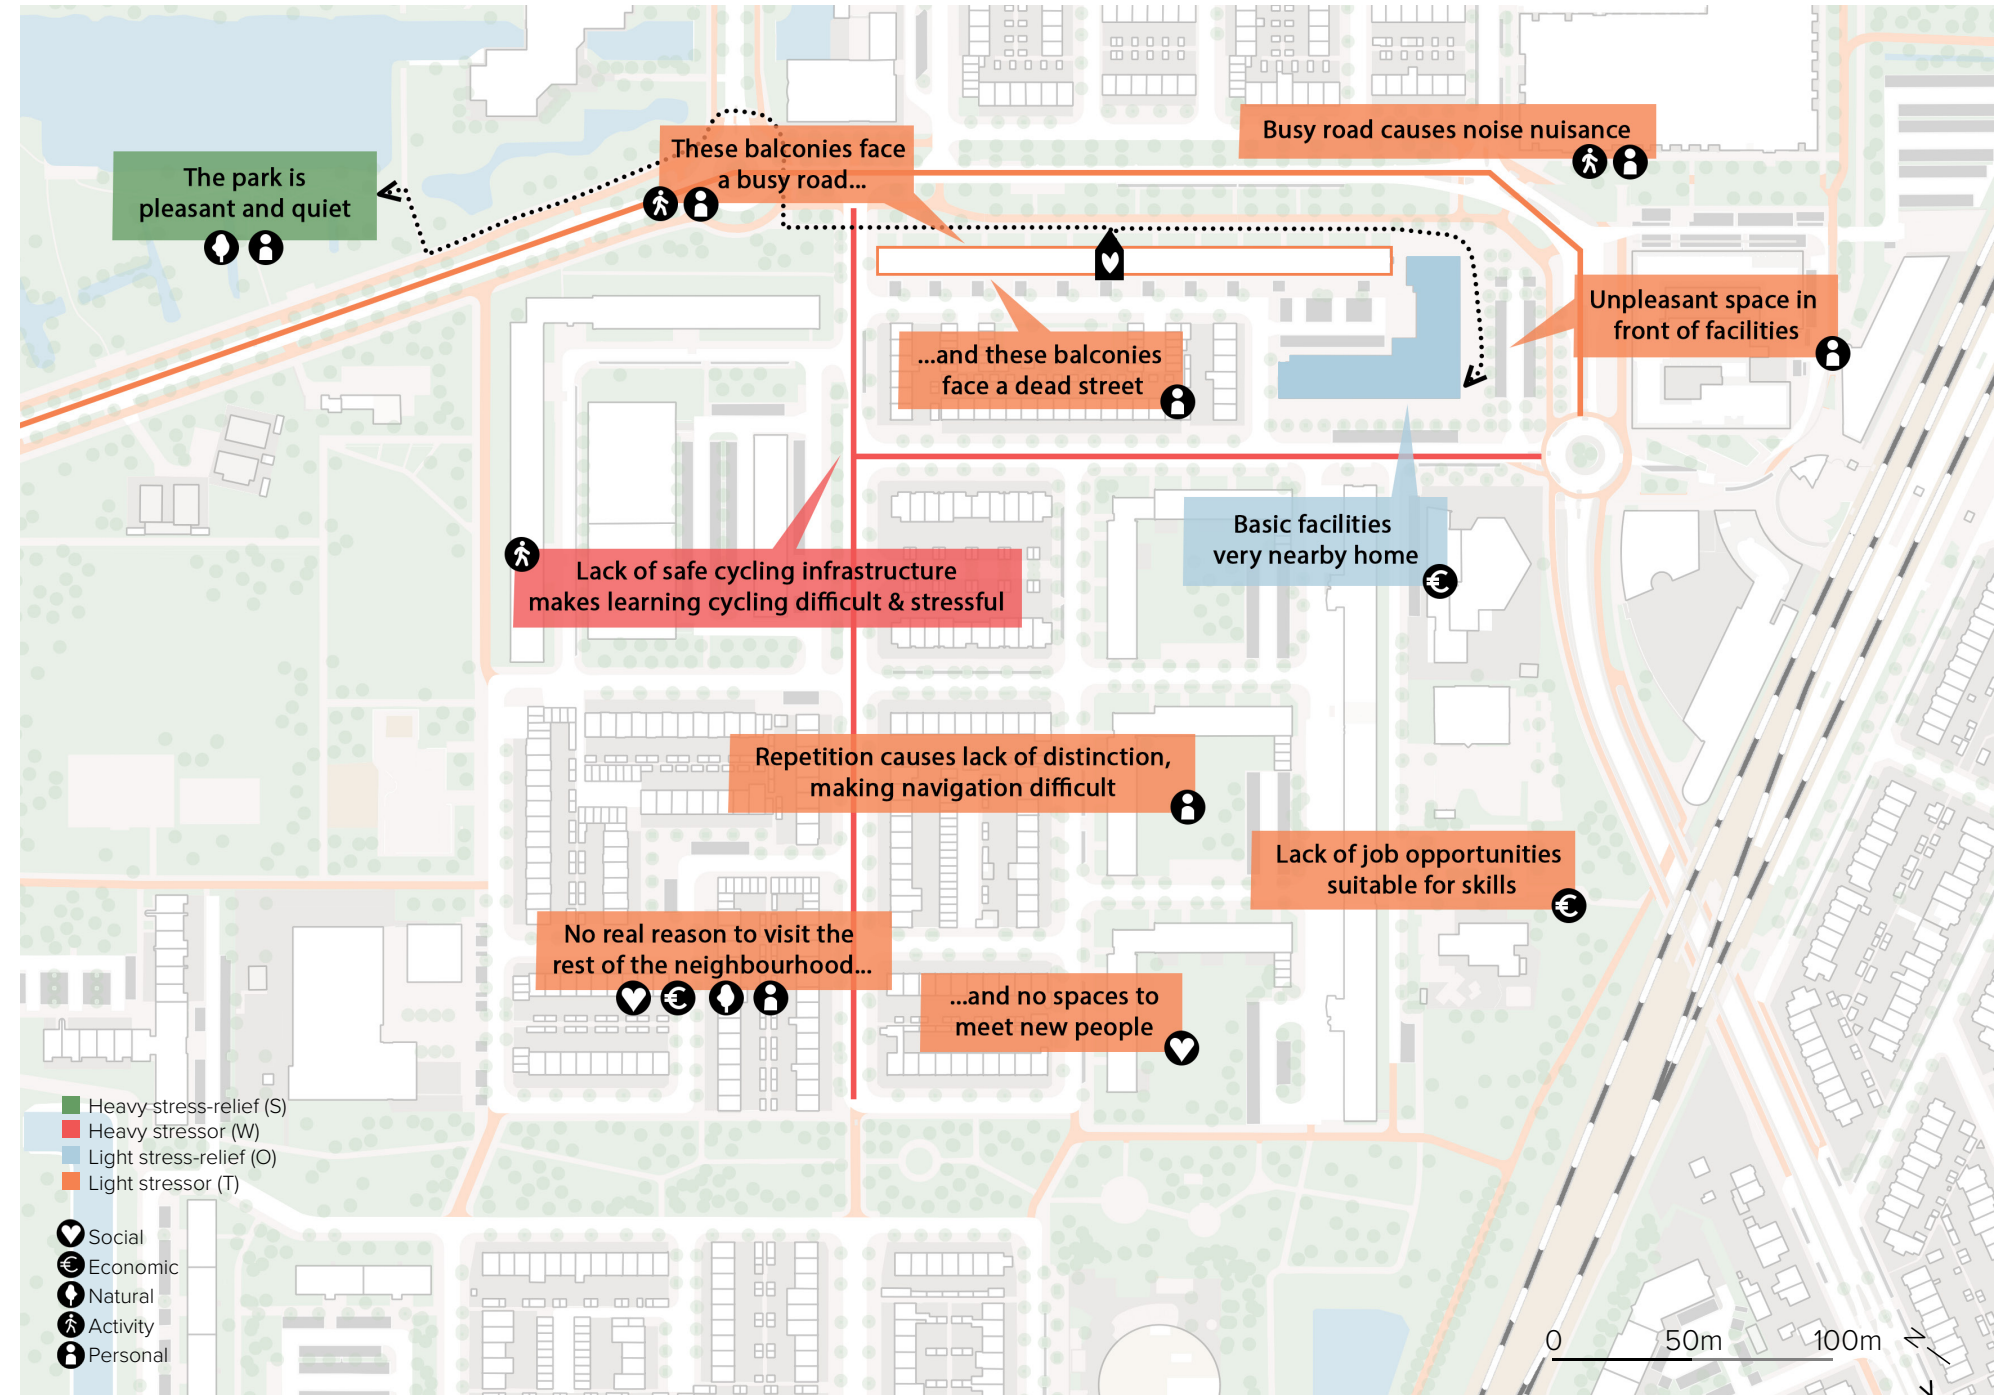 The park is
pleasant and quiet
These balconies face
a busy road...
Busy road causes noise nuisance
Unpleasant space in
front of facilities
...and these balconies
face a dead street
Basic facilities
very nearby home
Lack of safe cycling infrastructure
makes learning cycling difficult & stressful
Repetition causes lack of distinction,
making navigation difficult
Lack of job opportunities
suitable for skills
No real reason to visit the
rest of the neighbourhood...
...and no spaces to
meet new people
Heavy stress-relief (S)
Heavy stressor (W)
Light stress-relief (O)
Light stressor (T)
Social
Economic
Natural
Activity
Personal
0 50m 100m
N